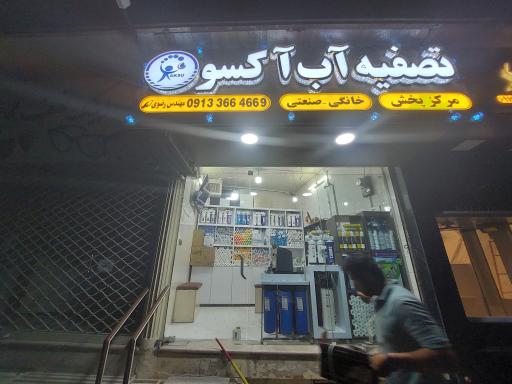 تصفیه آب آکسو
AKSU
مرکز پخش
خانگی - صنعتی
0913 366 4669 مهندس رضوی